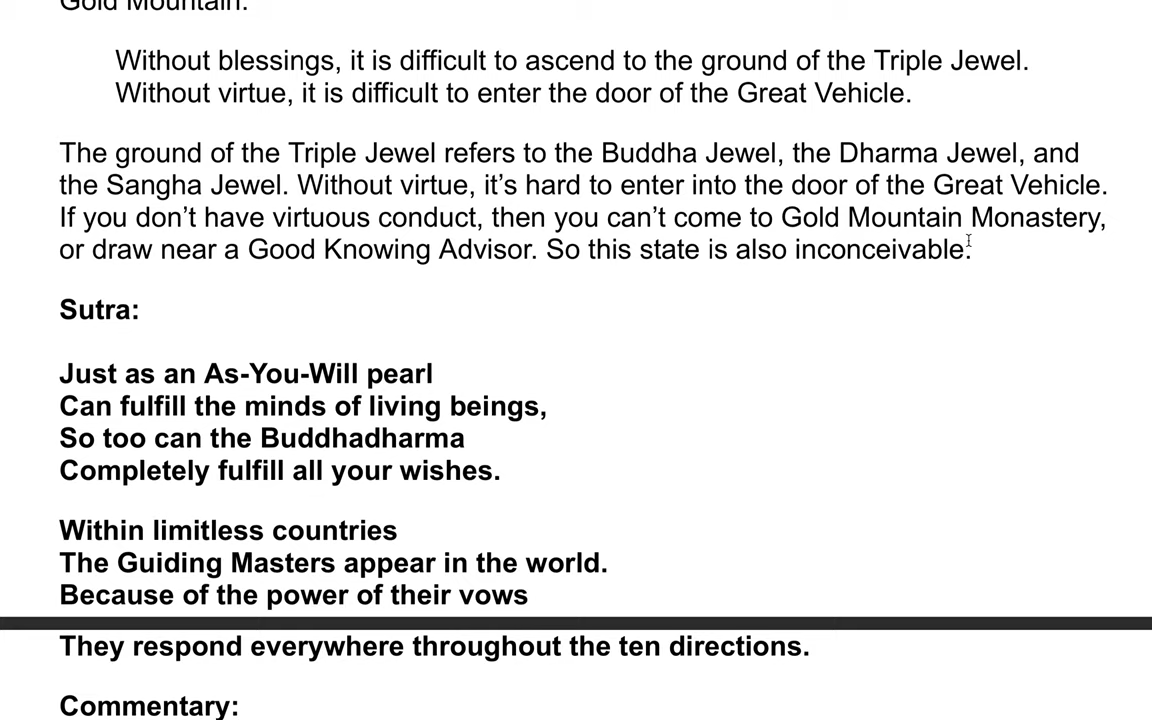 Gold Mountain:
Without blessings, it is difficult to ascend to the ground of the Triple Jewel.
Without virtue, it is difficult to enter the door of the Great Vehicle.
The ground of the Triple Jewel refers to the Buddha Jewel, the Dharma Jewel, and
the Sangha Jewel. Without virtue, it’s hard to enter into the door of the Great Vehicle.
If you don’t have virtuous conduct, then you can’t come to Gold Mountain Monastery,
or draw near a Good Knowing Advisor. So this state is also inconceivable.
Sutra:
Just as an As-You-Will pearl
Can fulfill the minds of living beings,
So too can the Buddhadharma
Completely fulfill all your wishes.
Within limitless countries
The Guiding Masters appear in the world.
Because of the power of their vows
They respond everywhere throughout the ten directions.
Commentary: